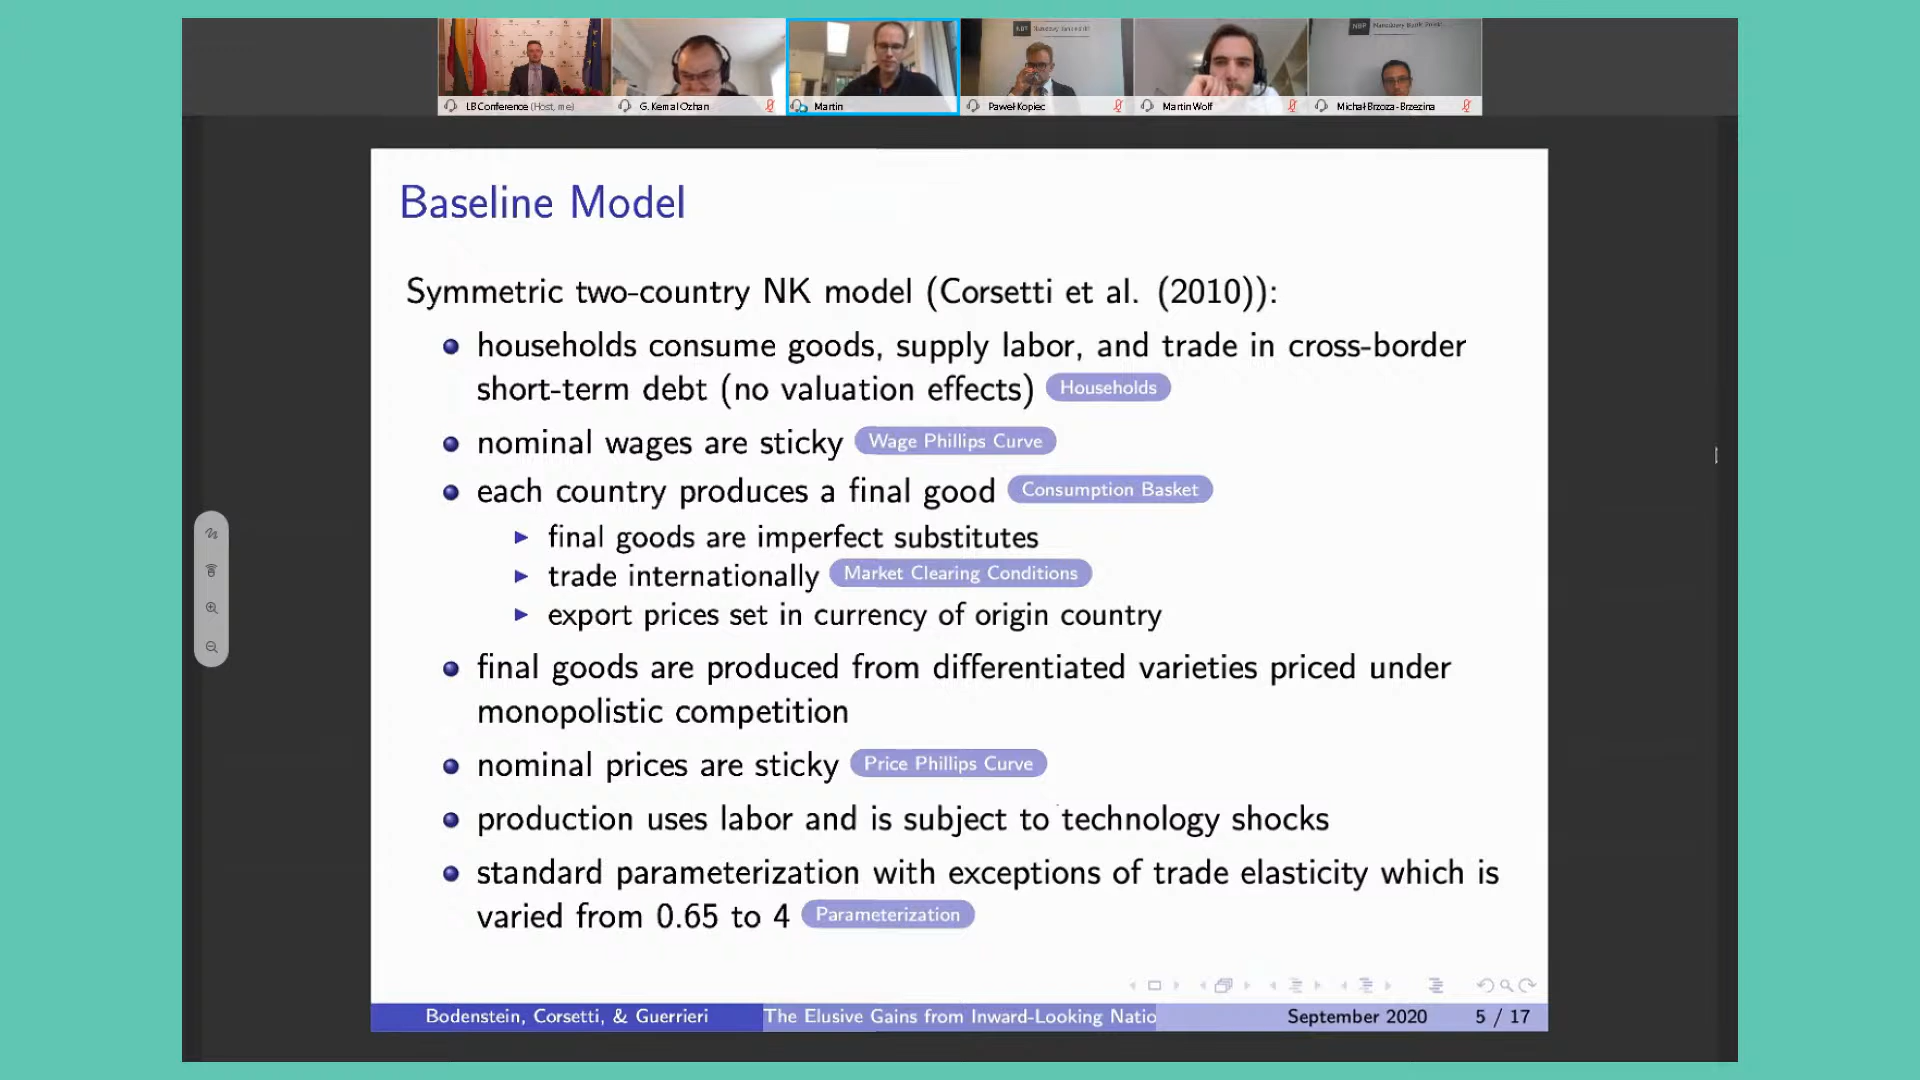 LB Conference (Host, me)
G. Kemal Ozhan
Martin
Paweł Kopiec
Martin Wolf
Michał Brzoza-Brzezina
NBP
NBP
Baseline Model
Symmetric two-country NK model (Corsetti et al. (2010)):
households consume goods, supply labor, and trade in cross-border
short-term debt (no valuation effects) Households
nominal wages are sticky Wage Phillips Curve
each country produces a final good Consumption Basket
final goods are imperfect substitutes
trade internationally Market Clearing Conditions
export prices set in currency of origin country
final goods are produced from differentiated varieties priced under
monopolistic competition
nominal prices are sticky Price Phillips Curve
production uses labor and is subject to technology shocks
standard parameterization with exceptions of trade elasticity which is
varied from 0.65 to 4 Parameterization
Bodenstein, Corsetti, & Guerrieri The Elusive Gains from Inward-Looking Natio September 2020 5 / 17